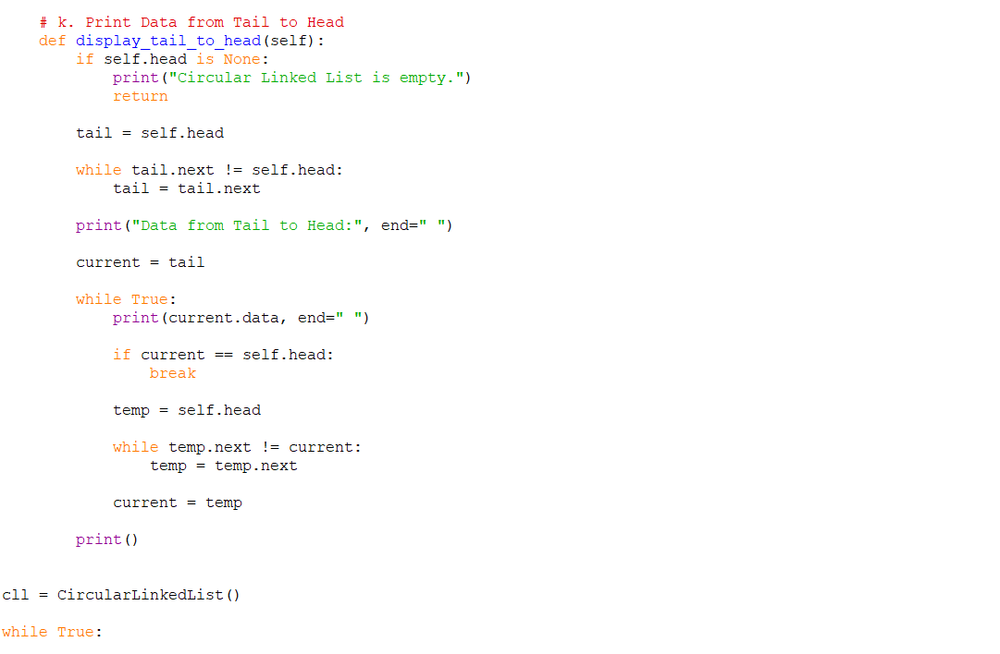 # k. Print Data from Tail to Head
    def display_tail_to_head(self):
        if self.head is None:
            print("Circular Linked List is empty.")
            return

        tail = self.head

        while tail.next != self.head:
            tail = tail.next

        print("Data from Tail to Head:", end=" ")

        current = tail

        while True:
            print(current.data, end=" ")

            if current == self.head:
                break

            temp = self.head

            while temp.next != current:
                temp = temp.next

            current = temp

        print()


cll = CircularLinkedList()

while True: